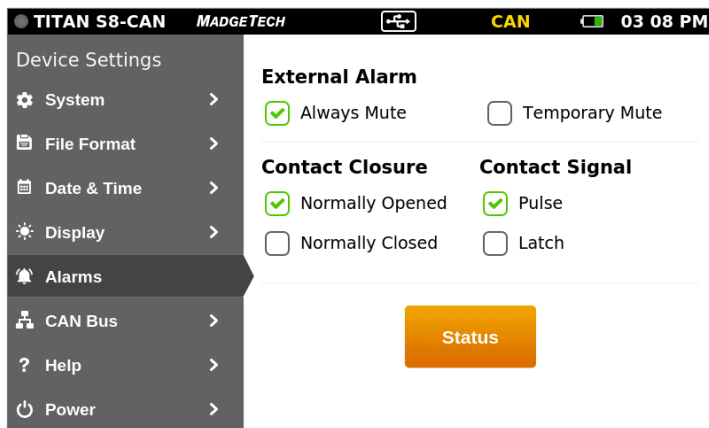 TITAN S8-CAN MADGETECH CAN 03 08 PM
Device Settings
System
File Format
Date & Time
Display
Alarms
CAN Bus
? Help
Power
External Alarm
Always Mute Temporary Mute
Contact Closure Contact Signal
Normally Opened Pulse
Normally Closed Latch
Status